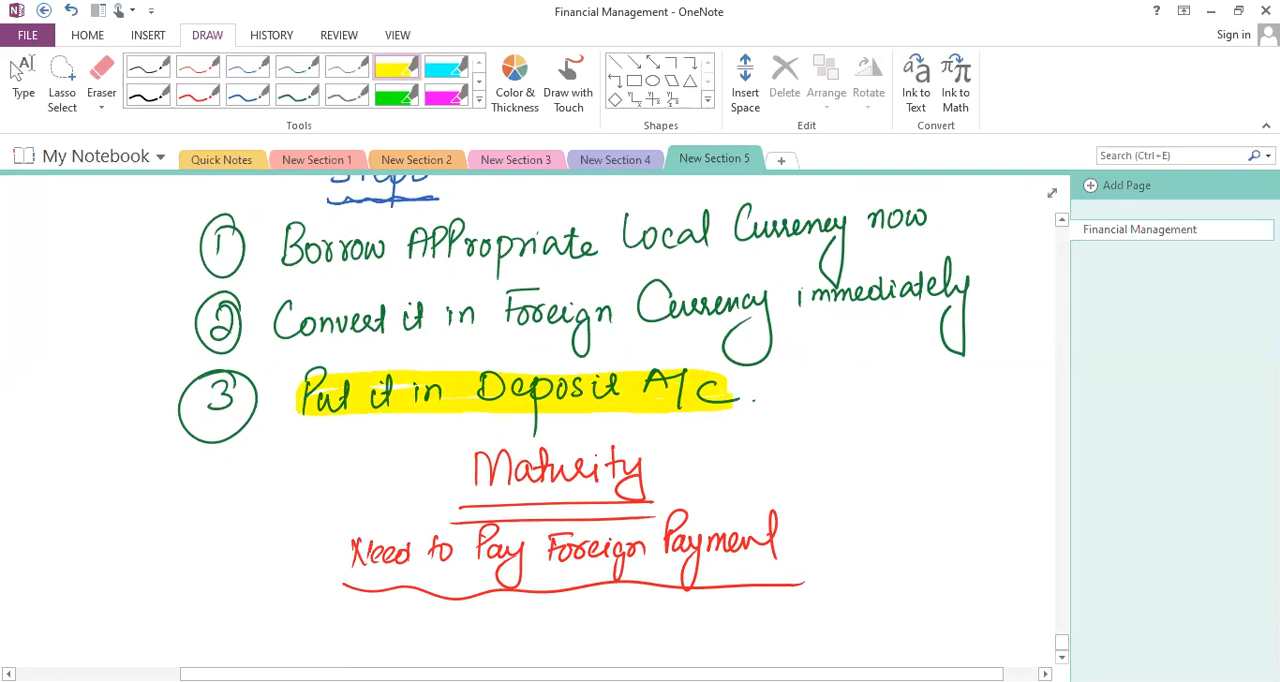 Financial Management - OneNote
?
FILE HOME INSERT DRAW HISTORY REVIEW VIEW
Sign in
Type
Lasso Select
Eraser
Color & Thickness
Draw with Touch
Insert Space
Delete
Arrange
Rotate
Ink to Text
Ink to Math
Tools
Shapes
Edit
Convert
My Notebook
Quick Notes New Section 1 New Section 2 New Section 3 New Section 4 New Section 5
Search (Ctrl+E)
Add Page
Financial Management
Steps
1 Borrow Appropriate Local Currency now
2 Convert it in Foreign Currency immediately
3 Put it in Deposit A/C.
Maturity
Need to Pay Foreign Payment